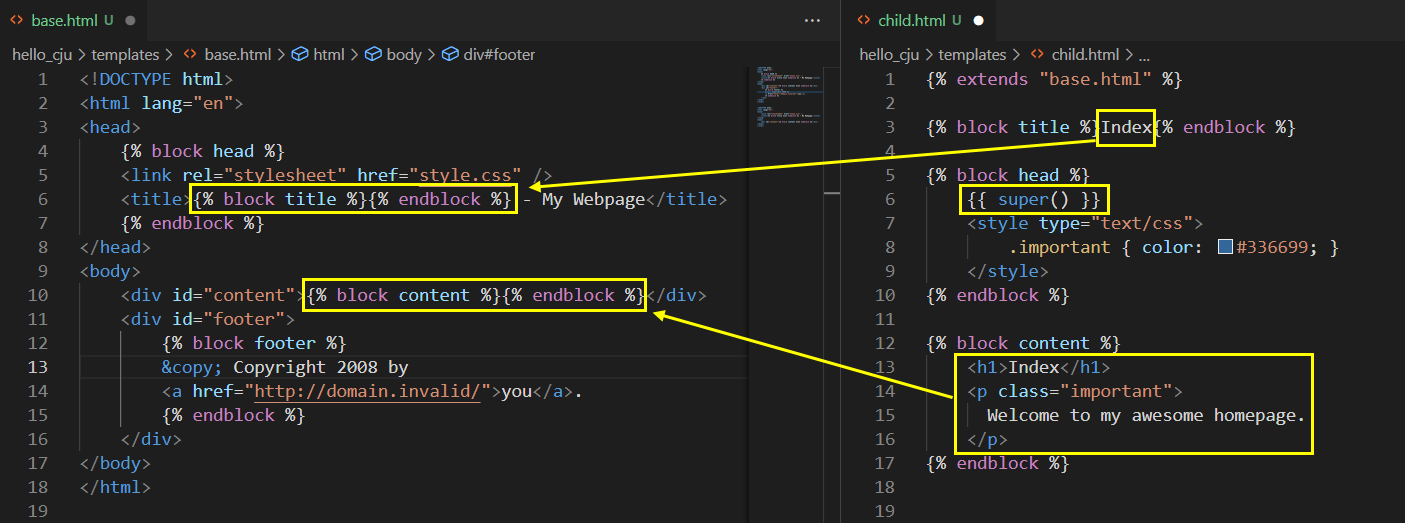 base.html U
hello_cju > templates > base.html > html > body > div#footer
1 <!DOCTYPE html>
2 <html lang="en">
3 <head>
4 {% block head %}
5 <link rel="stylesheet" href="style.css" />
6 <title>{% block title %}{% endblock %} - My Webpage</title>
7 {% endblock %}
8 </head>
9 <body>
10 <div id="content">{% block content %}{% endblock %}</div>
11 <div id="footer">
12 {% block footer %}
13 &copy; Copyright 2008 by
14 <a href="http://domain.invalid/">you</a>.
15 {% endblock %}
16 </div>
17 </body>
18 </html>
19
child.html U
hello_cju > templates > child.html > ...
1 {% extends "base.html" %}
2
3 {% block title %}Index{% endblock %}
4
5 {% block head %}
6 {{ super() }}
7 <style type="text/css">
8 .important { color: #336699; }
9 </style>
10 {% endblock %}
11
12 {% block content %}
13 <h1>Index</h1>
14 <p class="important">
15 Welcome to my awesome homepage.
16 </p>
17 {% endblock %}
18
19